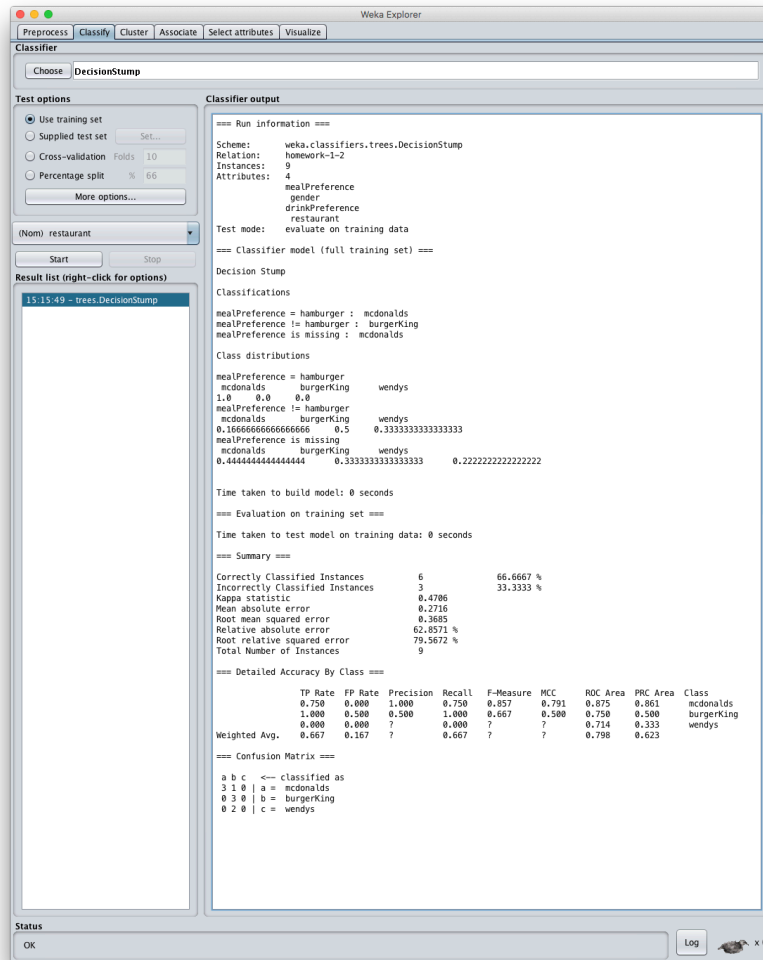 Weka Explorer
Preprocess Classify Cluster Associate Select attributes Visualize
Classifier
Choose DecisionStump
Test options
Use training set
Supplied test set Set...
Cross-validation Folds 10
Percentage split % 66
More options...
(Nom) restaurant
Start Stop
Result list (right-click for options)
15:15:49 - trees.DecisionStump
Classifier output
=== Run information ===
Scheme: weka.classifiers.trees.DecisionStump
Relation: homework-1-2
Instances: 9
Attributes: 4
mealPreference
gender
drinkPreference
restaurant
Test mode: evaluate on training data
=== Classifier model (full training set) ===
Decision Stump
Classifications
mealPreference = hamburger : mcdonalds
mealPreference != hamburger : burgerKing
mealPreference is missing : mcdonalds
Class distributions
mealPreference = hamburger
mcdonalds burgerKing wendys
1.0 0.0 0.0
mealPreference != hamburger
mcdonalds burgerKing wendys
0.16666666666666666 0.5 0.3333333333333333
mealPreference is missing
mcdonalds burgerKing wendys
0.4444444444444444 0.3333333333333333 0.2222222222222222
Time taken to build model: 0 seconds
=== Evaluation on training set ===
Time taken to test model on training data: 0 seconds
=== Summary ===
Correctly Classified Instances 6 66.6667 %
Incorrectly Classified Instances 3 33.3333 %
Kappa statistic 0.4706
Mean absolute error 0.2716
Root mean squared error 0.3685
Relative absolute error 62.8571 %
Root relative squared error 79.5672 %
Total Number of Instances 9
=== Detailed Accuracy By Class ===
TP Rate FP Rate Precision Recall F-Measure MCC ROC Area PRC Area Class
0.750 0.000 1.000 0.750 0.857 0.791 0.875 0.861 mcdonalds
1.000 0.500 0.500 1.000 0.667 0.500 0.750 0.500 burgerKing
0.000 0.000 ? 0.000 ? ? 0.714 0.333 wendys
Weighted Avg. 0.667 0.167 ? 0.667 ? ? 0.798 0.623
=== Confusion Matrix ===
a b c <-- classified as
3 1 0 | a = mcdonalds
0 3 0 | b = burgerKing
0 2 0 | c = wendys
Status
OK
Log x